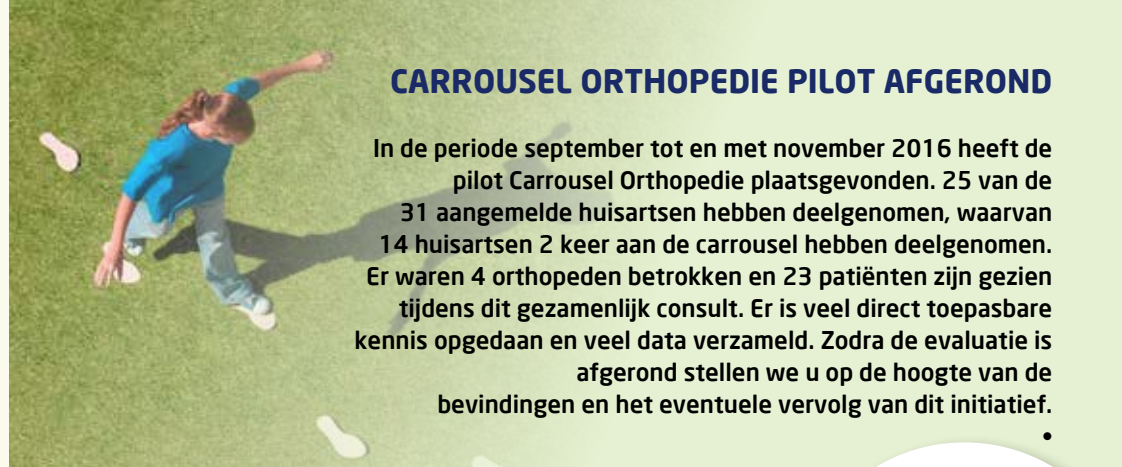 CARROUSEL ORTHOPEDIE PILOT AFGEROND
In de periode september tot en met november 2016 heeft de
pilot Carrousel Orthopedie plaatsgevonden. 25 van de
31 aangemelde huisartsen hebben deelgenomen, waarvan
14 huisartsen 2 keer aan de carrousel hebben deelgenomen.
Er waren 4 orthopeden betrokken en 23 patiënten zijn gezien
tijdens dit gezamenlijk consult. Er is veel direct toepasbare
kennis opgedaan en veel data verzameld. Zodra de evaluatie is
afgerond stellen we u op de hoogte van de
bevindingen en het eventuele vervolg van dit initiatief.
•